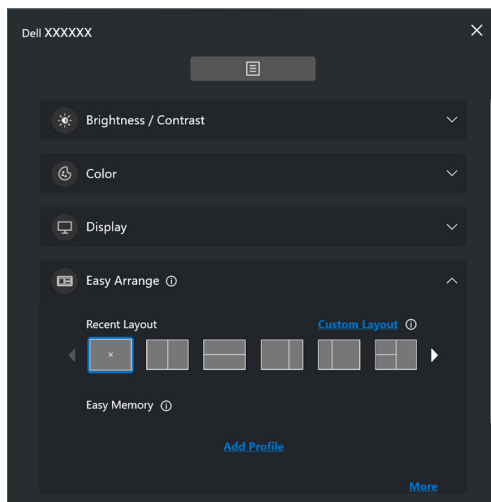 Dell XXXXXX
Brightness / Contrast
Color
Display
Easy Arrange
Recent Layout Custom Layout
Easy Memory
Add Profile
More